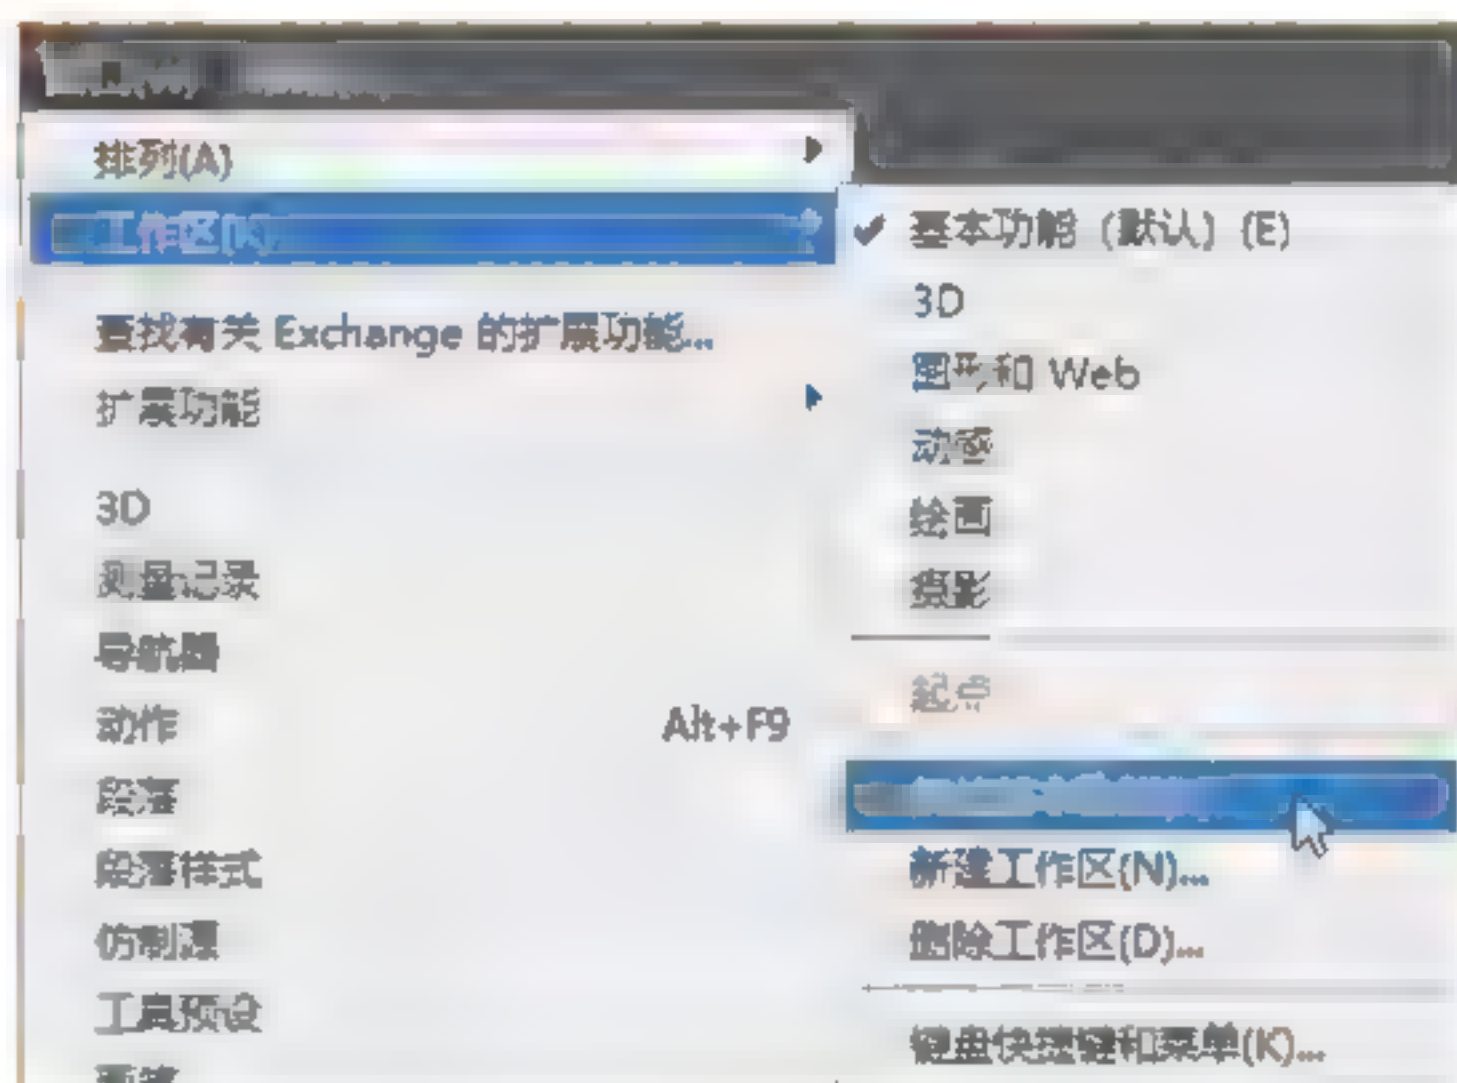 排列(A)
工作区(K)
查找有关 Exchange 的扩展功能...
扩展功能
3D
测量记录
导航器
动作 Alt+F9
段落
段落样式
仿制源
工具预设
基本功能（默认）(E)
3D
图形和 Web
动感
绘画
摄影
起点
新建工作区(N)...
删除工作区(D)...
键盘快捷键和菜单(K)...